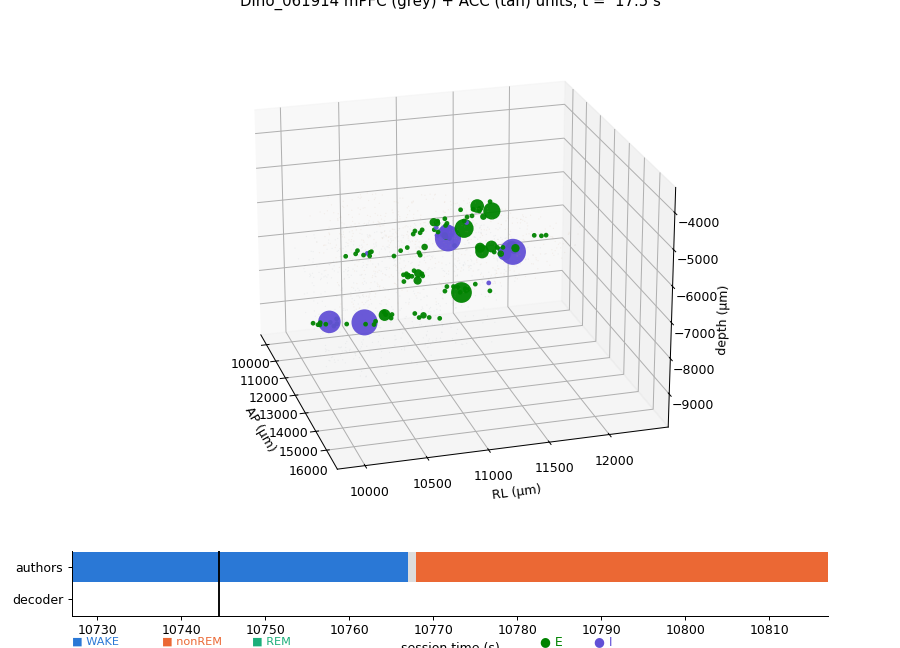 Dino_061914 mPFC (grey) + ACC (tan) units, t = 17.5 s
−4000
−5000
−6000
−7000
−8000
−9000
depth (μm)
10000
11000
12000
13000
14000
15000
16000
AP (μm)
10000
10500
11000
11500
12000
RL (μm)
authors
decoder
10730 10740 10750 10760 10770 10780 10790 10800 10810
session time (s)
WAKE nonREM REM E I